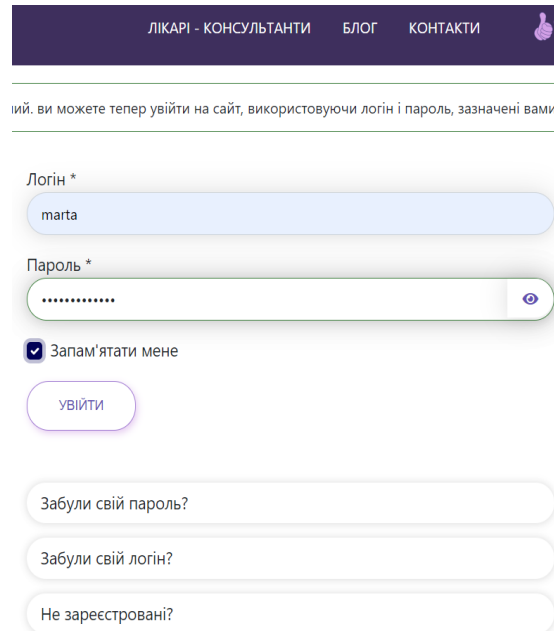 ЛІКАРІ - КОНСУЛЬТАНТИ БЛОГ КОНТАКТИ
ви можете тепер увійти на сайт, використовуючи логін і пароль, зазначені вами
Логін *
marta
Пароль *
•••••••••••••
Запам'ятати мене
УВІЙТИ
Забули свій пароль?
Забули свій логін?
Не зареєстровані?